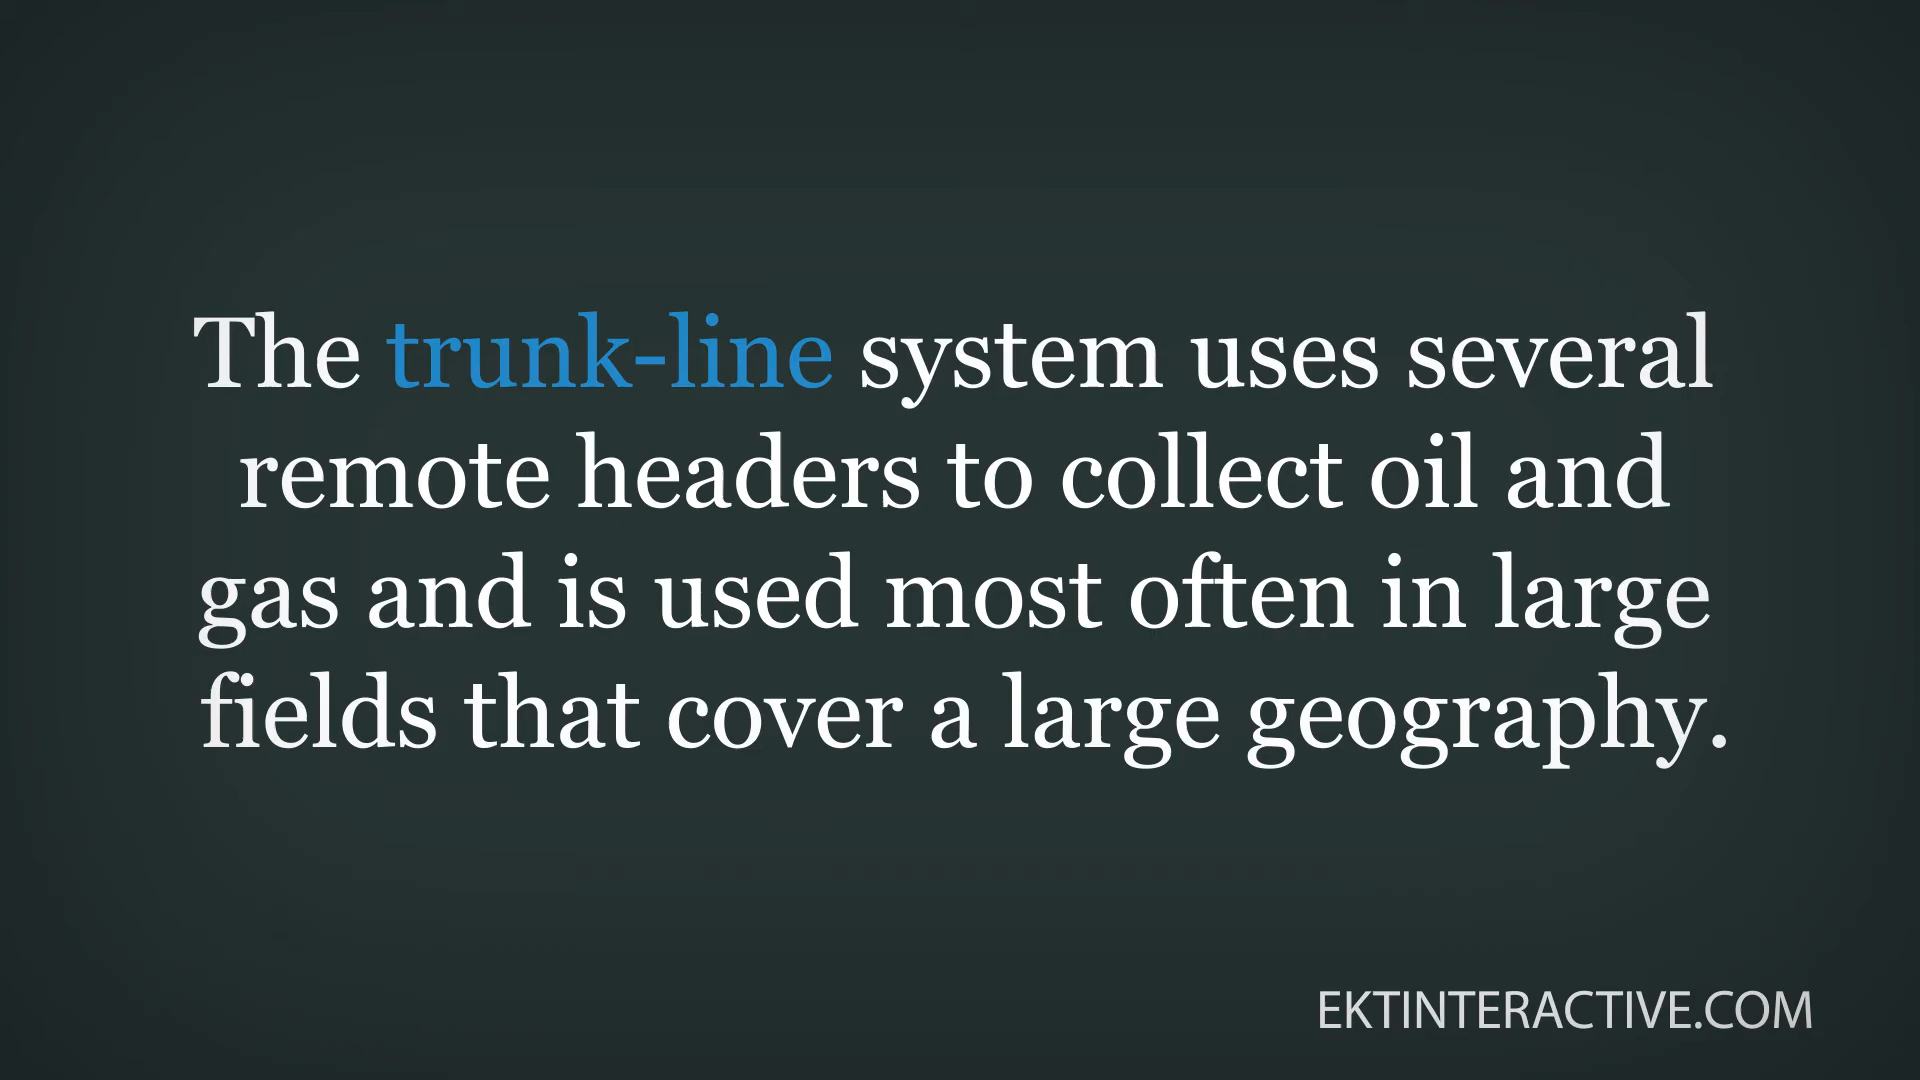 The trunk-line system uses several
remote headers to collect oil and
gas and is used most often in large
fields that cover a large geography.
EKTINTERACTIVE.COM